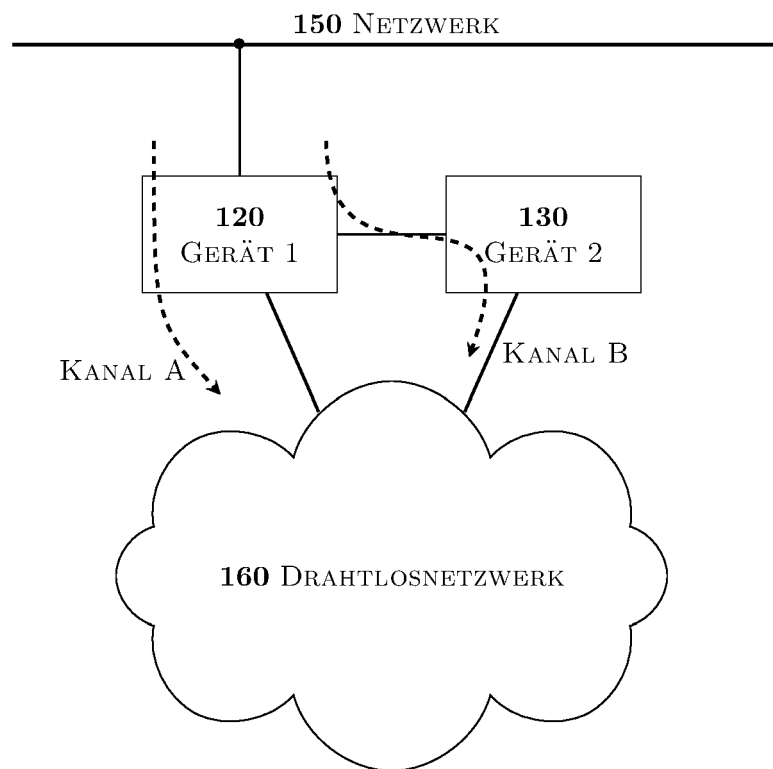 150 Netzwerk
120
Gerät 1
130
Gerät 2
Kanal A
Kanal B
160 Drahtlosnetzwerk